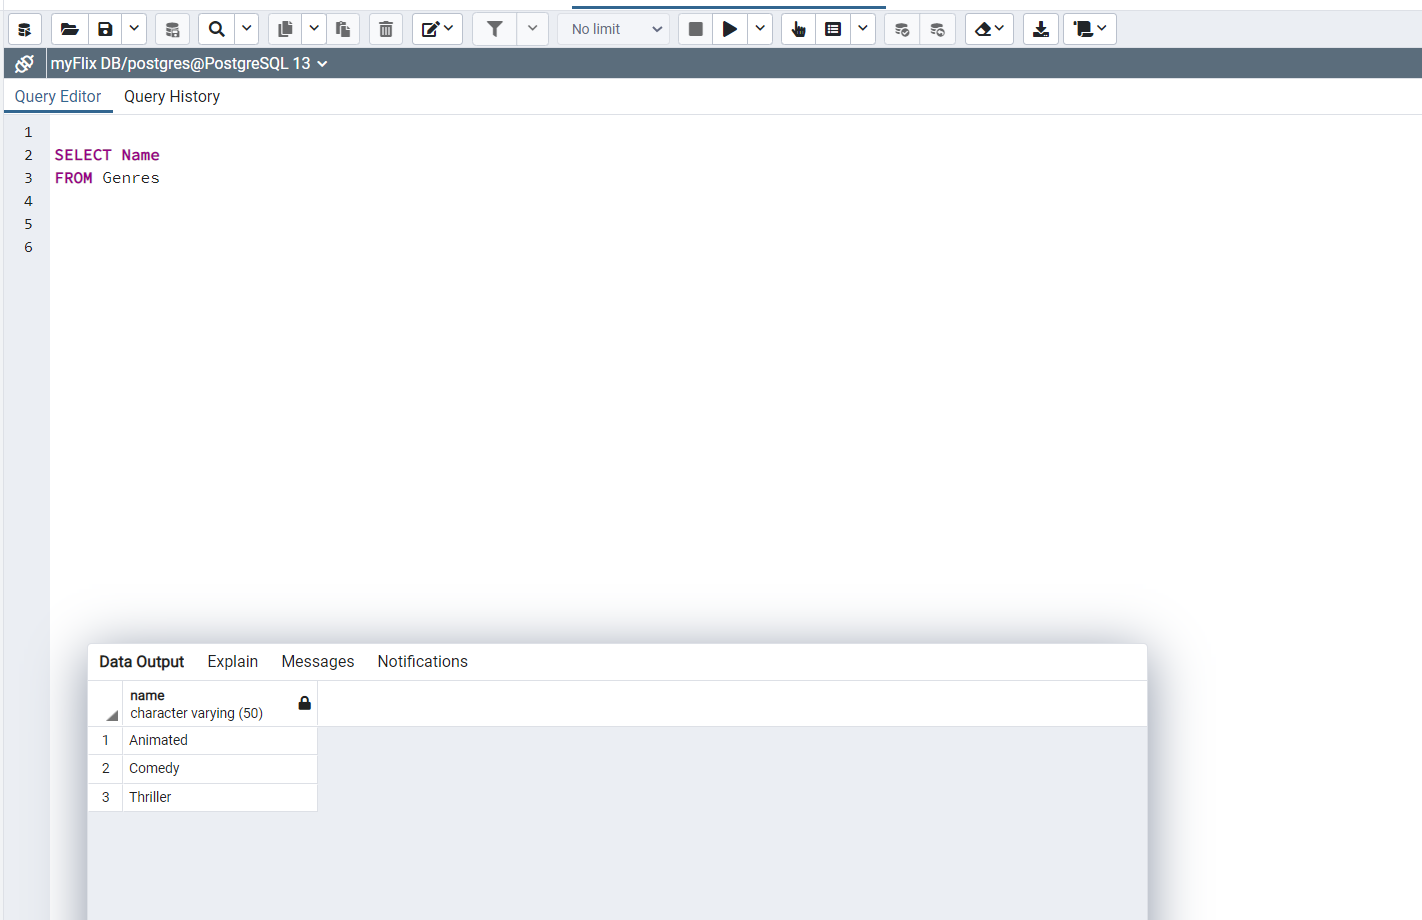 No limit
myFlix DB/postgres@PostgreSQL 13
Query Editor Query History
1
2 SELECT Name
3 FROM Genres
4
5
6
Data Output Explain Messages Notifications
name
character varying (50)
1 Animated
2 Comedy
3 Thriller